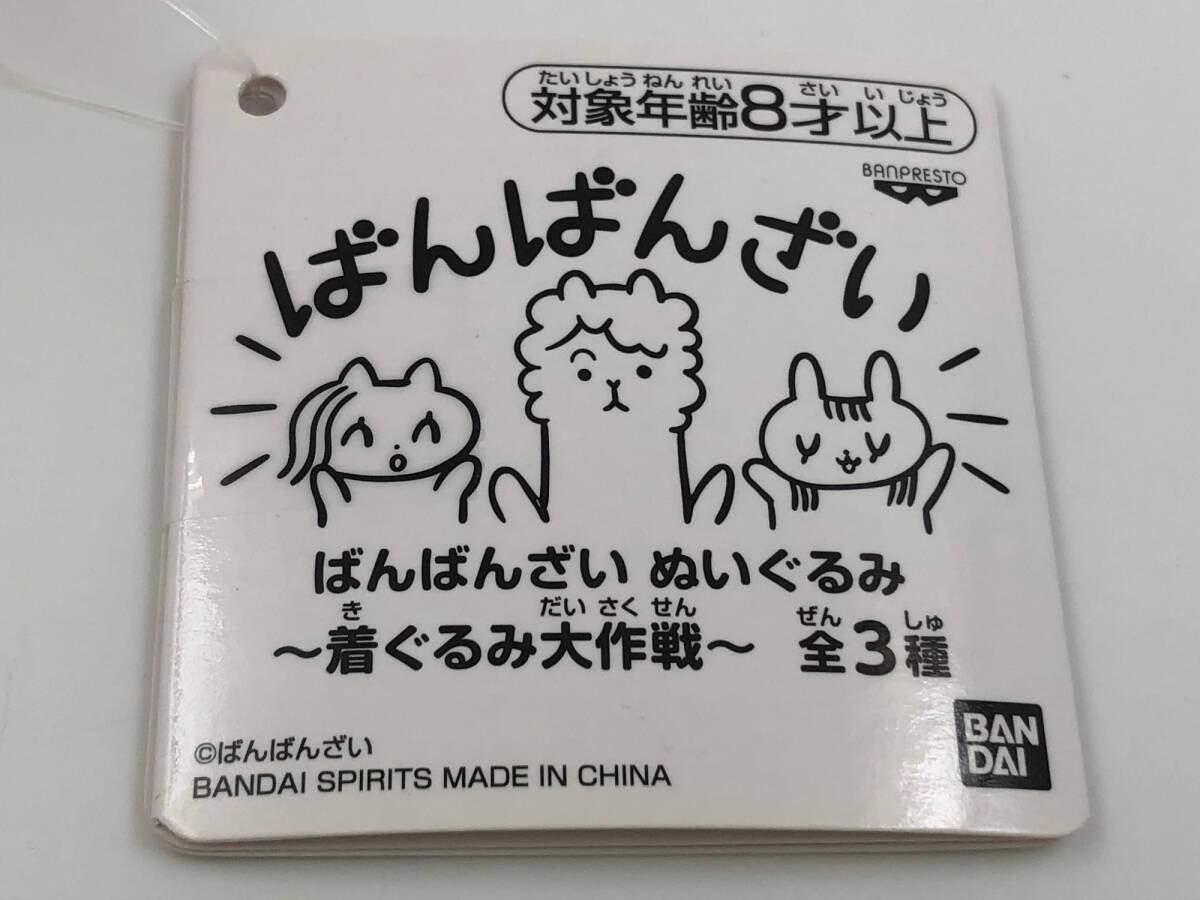 たいしょうねんれい さいいじょう
対象年齢8才以上
BANPRESTO
ばんばんざい
ばんばんざい ぬいぐるみ
き だいさくせん ぜん しゅ
～着ぐるみ大作戦～ 全3種
©ばんばんざい
BANDAI SPIRITS MADE IN CHINA
BAN
DAI